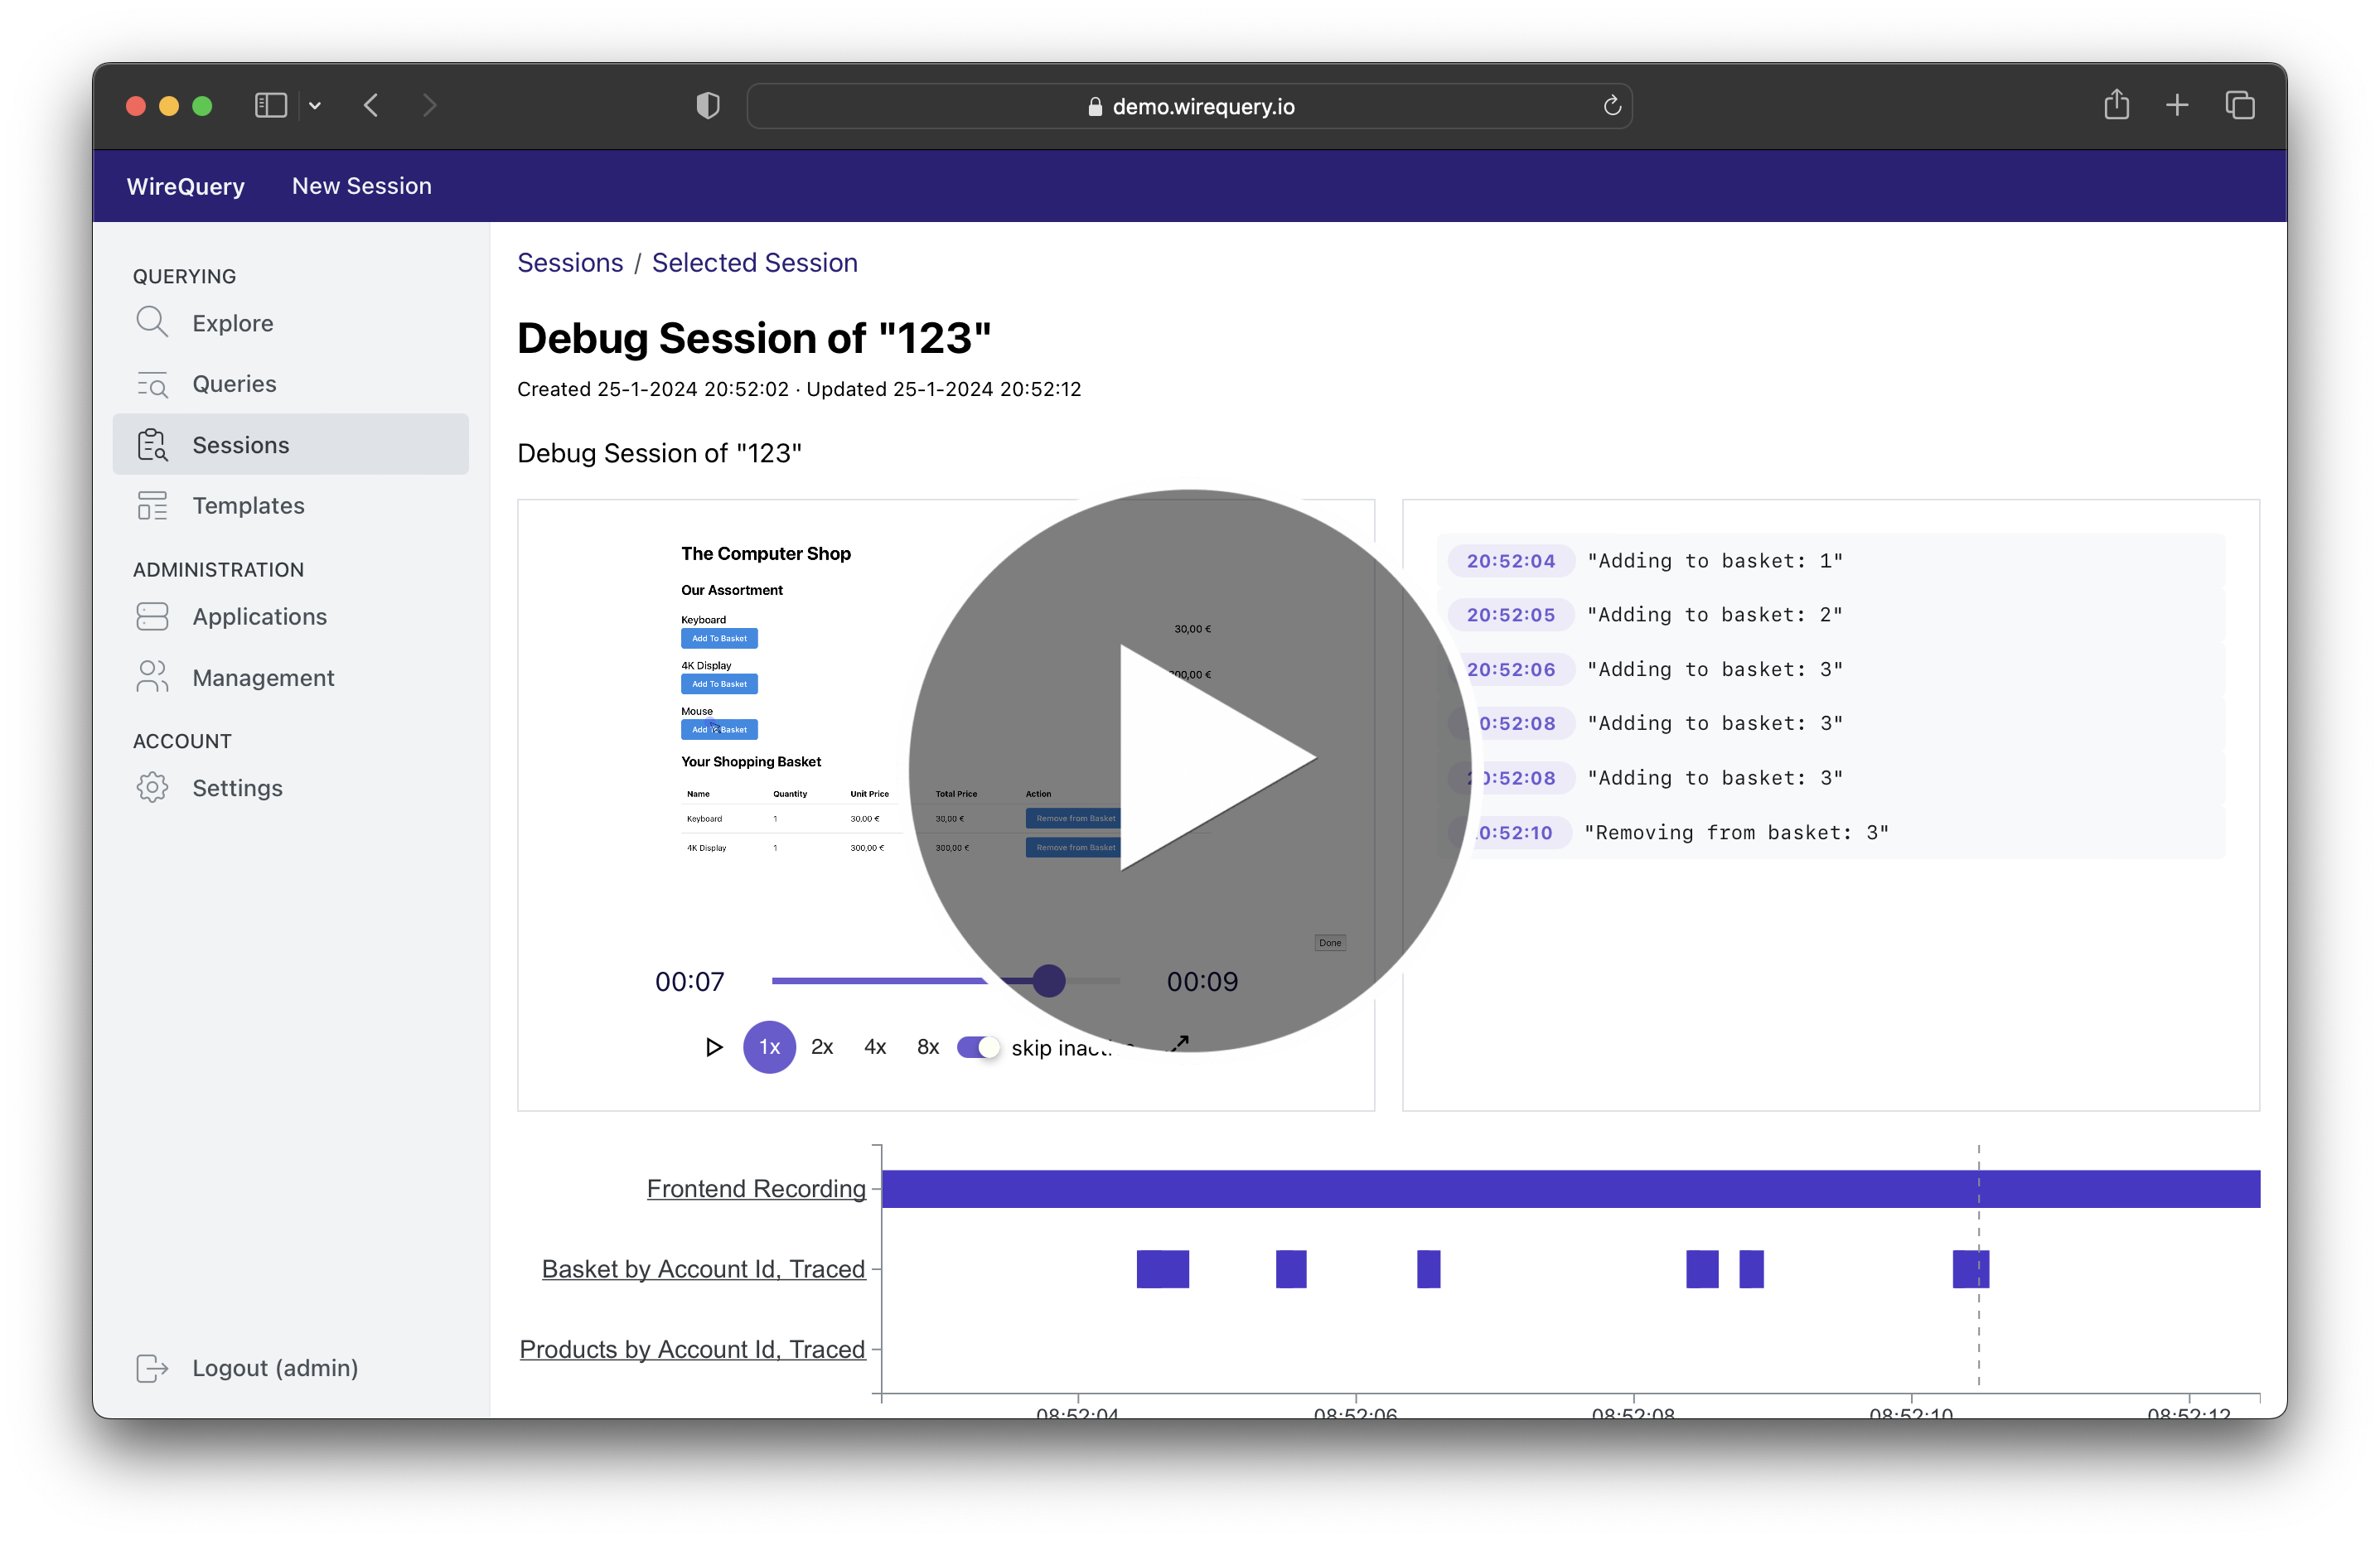 demo.wirequery.io
WireQuery New Session
QUERYING
Explore
Queries
Sessions
Templates
ADMINISTRATION
Applications
Management
ACCOUNT
Settings
Logout (admin)
Sessions / Selected Session
Debug Session of "123"
Created 25-1-2024 20:52:02 · Updated 25-1-2024 20:52:12
Debug Session of "123"
The Computer Shop
Our Assortment
Keyboard
Add To Basket 30,00 €
4K Display
Add To Basket 00,00 €
Mouse
Add To Basket
Your Shopping Basket
Name Quantity Unit Price Total Price Action
Keyboard 1 30,00 € 30,00 € Remove from Basket
4K Display 1 300,00 € 300,00 € Remove from Basket
Done
00:07 00:09
1x 2x 4x 8x skip
20:52:04 "Adding to basket: 1"
20:52:05 "Adding to basket: 2"
20:52:06 "Adding to basket: 3"
0:52:08 "Adding to basket: 3"
0:52:08 "Adding to basket: 3"
0:52:10 "Removing from basket: 3"
Frontend Recording
Basket by Account Id, Traced
Products by Account Id, Traced
08:52:04 08:52:06 08:52:08 08:52:10 08:52:12